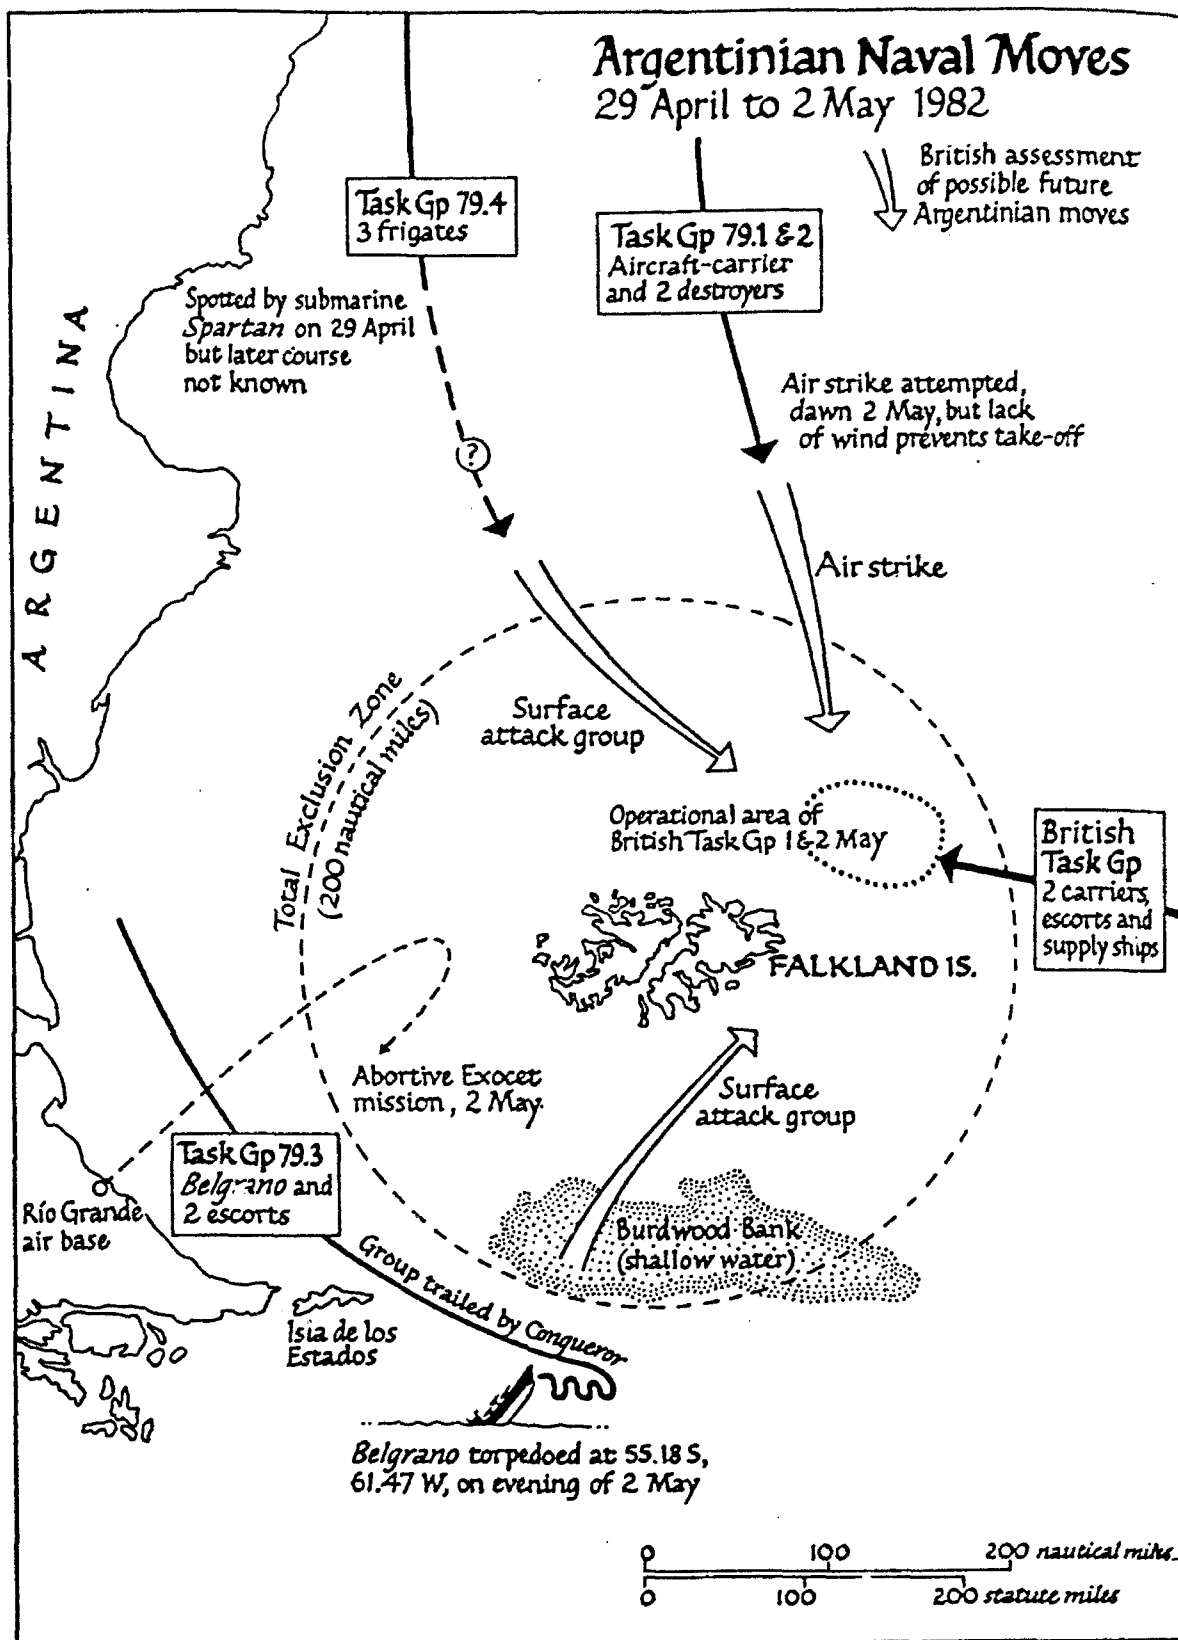 Argentinian Naval Moves
29 April to 2 May 1982
British assessment
of possible future
Argentinian moves
Task Gp 79.4
3 frigates
Task Gp 79.1 & 2
Aircraft-carrier
and 2 destroyers
Spotted by submarine
Spartan on 29 April
but later course
not known
ARGENTINA
Air strike attempted,
dawn 2 May, but lack
of wind prevents take-off
?
Air strike
Surface
attack group
Total Exclusion Zone
(200 nautical miles)
Operational area of
British Task Gp 1 & 2 May
British
Task Gp
2 carriers,
escorts and
supply ships
FALKLAND IS.
Abortive Exocet
mission, 2 May
Surface
attack group
Task Gp 79.3
Belgrano and
2 escorts
Río Grande
air base
Burdwood Bank
(shallow water)
Group trailed by Conqueror
Isla de los
Estados
Belgrano torpedoed at 55.18 S,
61.47 W, on evening of 2 May
0 100 200 nautical miles
0 100 200 statute miles